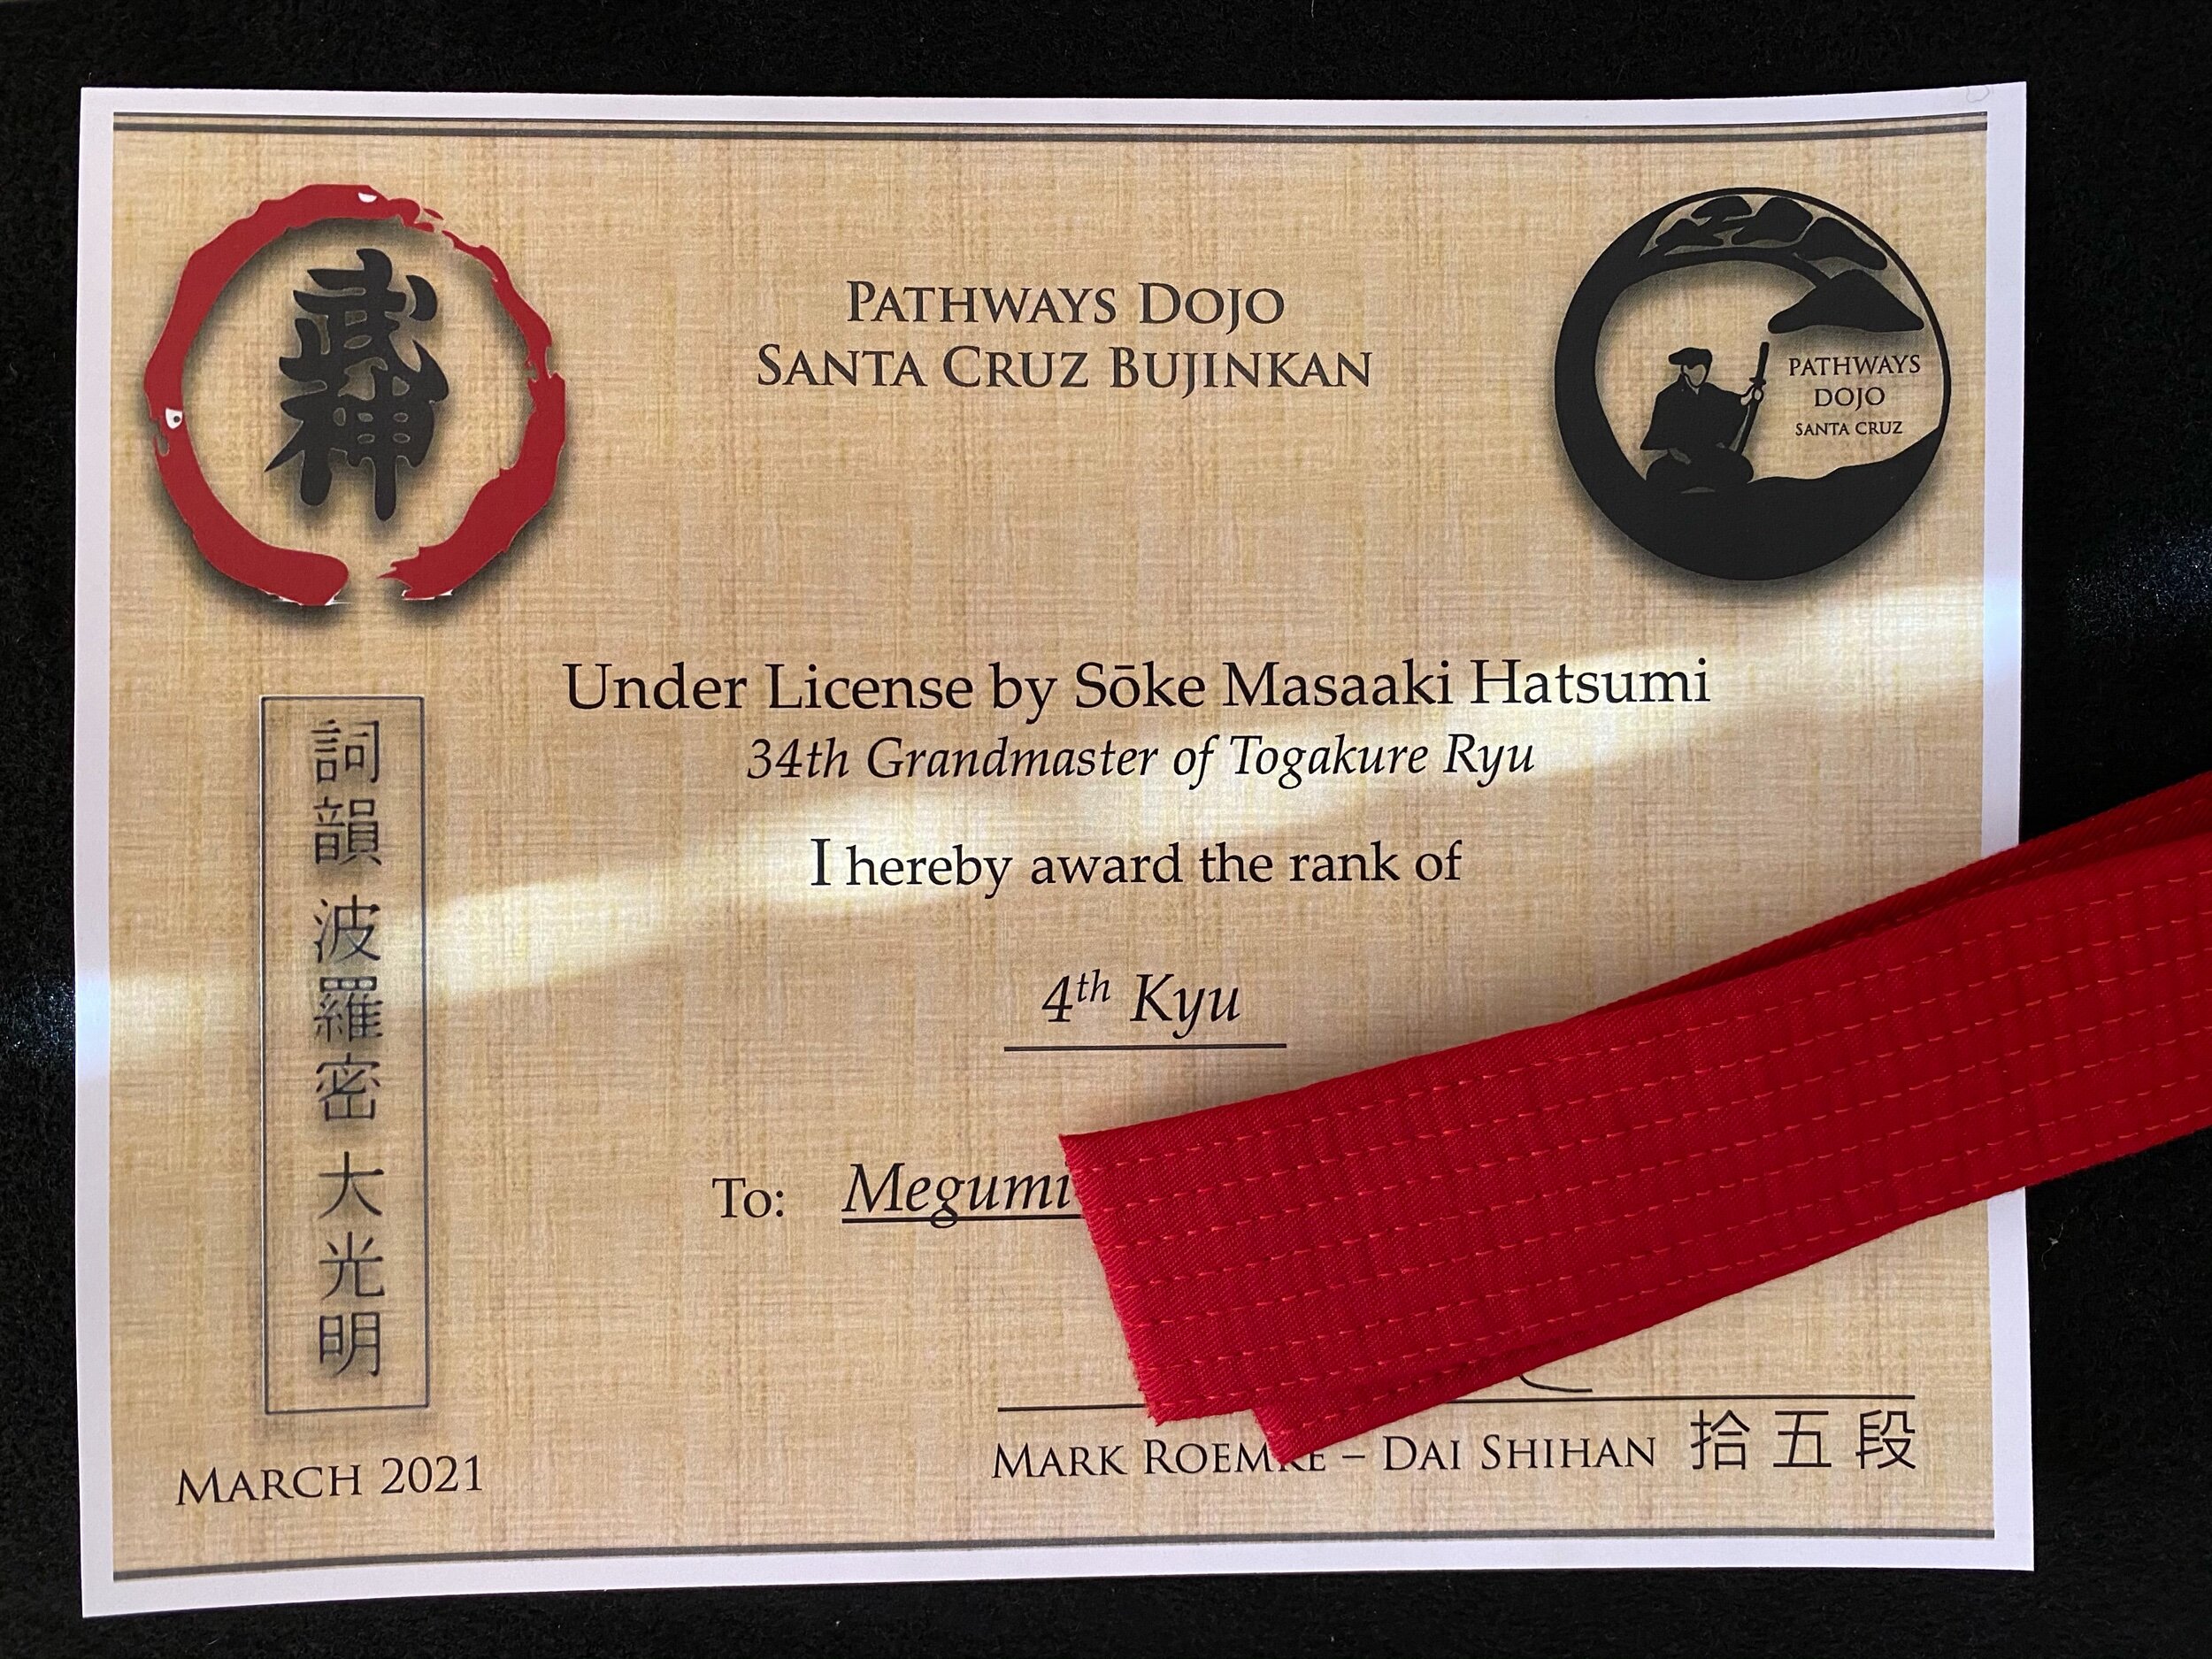 武神
PATHWAYS DOJO
SANTA CRUZ BUJINKAN
PATHWAYS
DOJO
SANTA CRUZ
Under License by Sōke Masaaki Hatsumi
34th Grandmaster of Togakure Ryu
I hereby award the rank of
4th Kyu
To: Megumi
詞韻 波羅密 大光明
MARCH 2021
MARK ROEMKE – DAI SHIHAN 拾五段